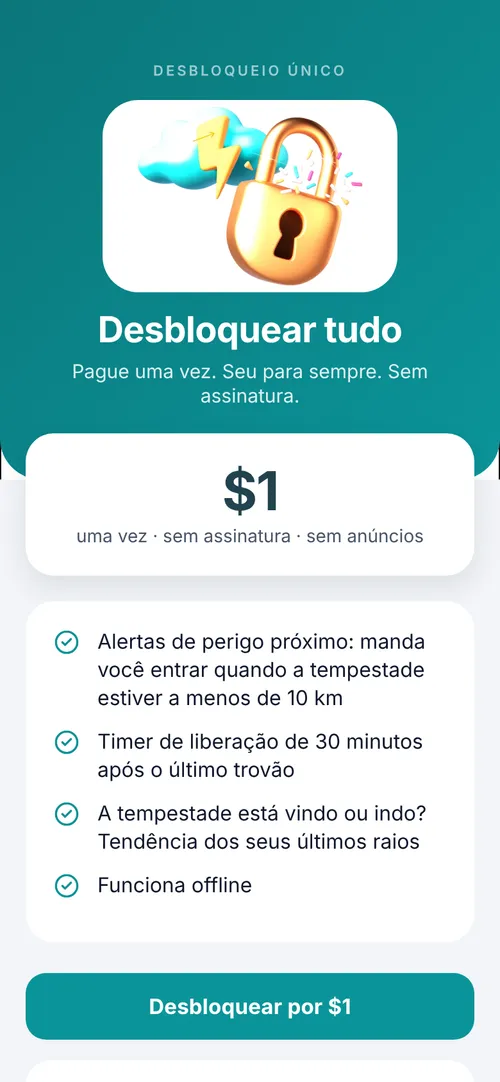 DESBLOQUEIO ÚNICO
Desbloquear tudo
Pague uma vez. Seu para sempre. Sem
assinatura.
$1
uma vez · sem assinatura · sem anúncios
Alertas de perigo próximo: manda
você entrar quando a tempestade
estiver a menos de 10 km
Timer de liberação de 30 minutos
após o último trovão
A tempestade está vindo ou indo?
Tendência dos seus últimos raios
Funciona offline
Desbloquear por $1